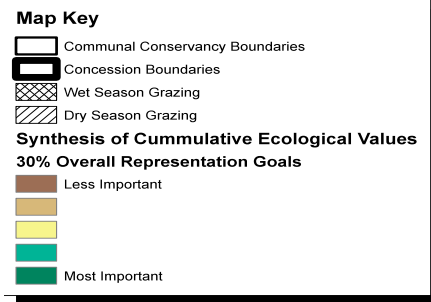 Map Key
Communal Conservancy Boundaries
Concession Boundaries
Wet Season Grazing
Dry Season Grazing
Synthesis of Cummulative Ecological Values
30% Overall Representation Goals
Less Important
Most Important